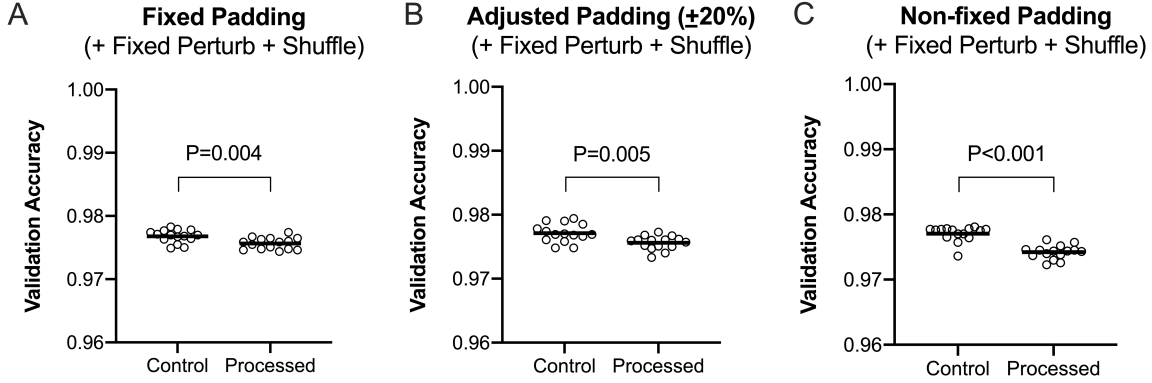 A
Fixed Padding
(+ Fixed Perturb + Shuffle)
Validation Accuracy
1.00
0.99
0.98
0.97
0.96
P=0.004
Control
Processed
B
Adjusted Padding (±20%)
(+ Fixed Perturb + Shuffle)
Validation Accuracy
1.00
0.99
0.98
0.97
0.96
P=0.005
Control
Processed
C
Non-fixed Padding
(+ Fixed Perturb + Shuffle)
Validation Accuracy
1.00
0.99
0.98
0.97
0.96
P<0.001
Control
Processed